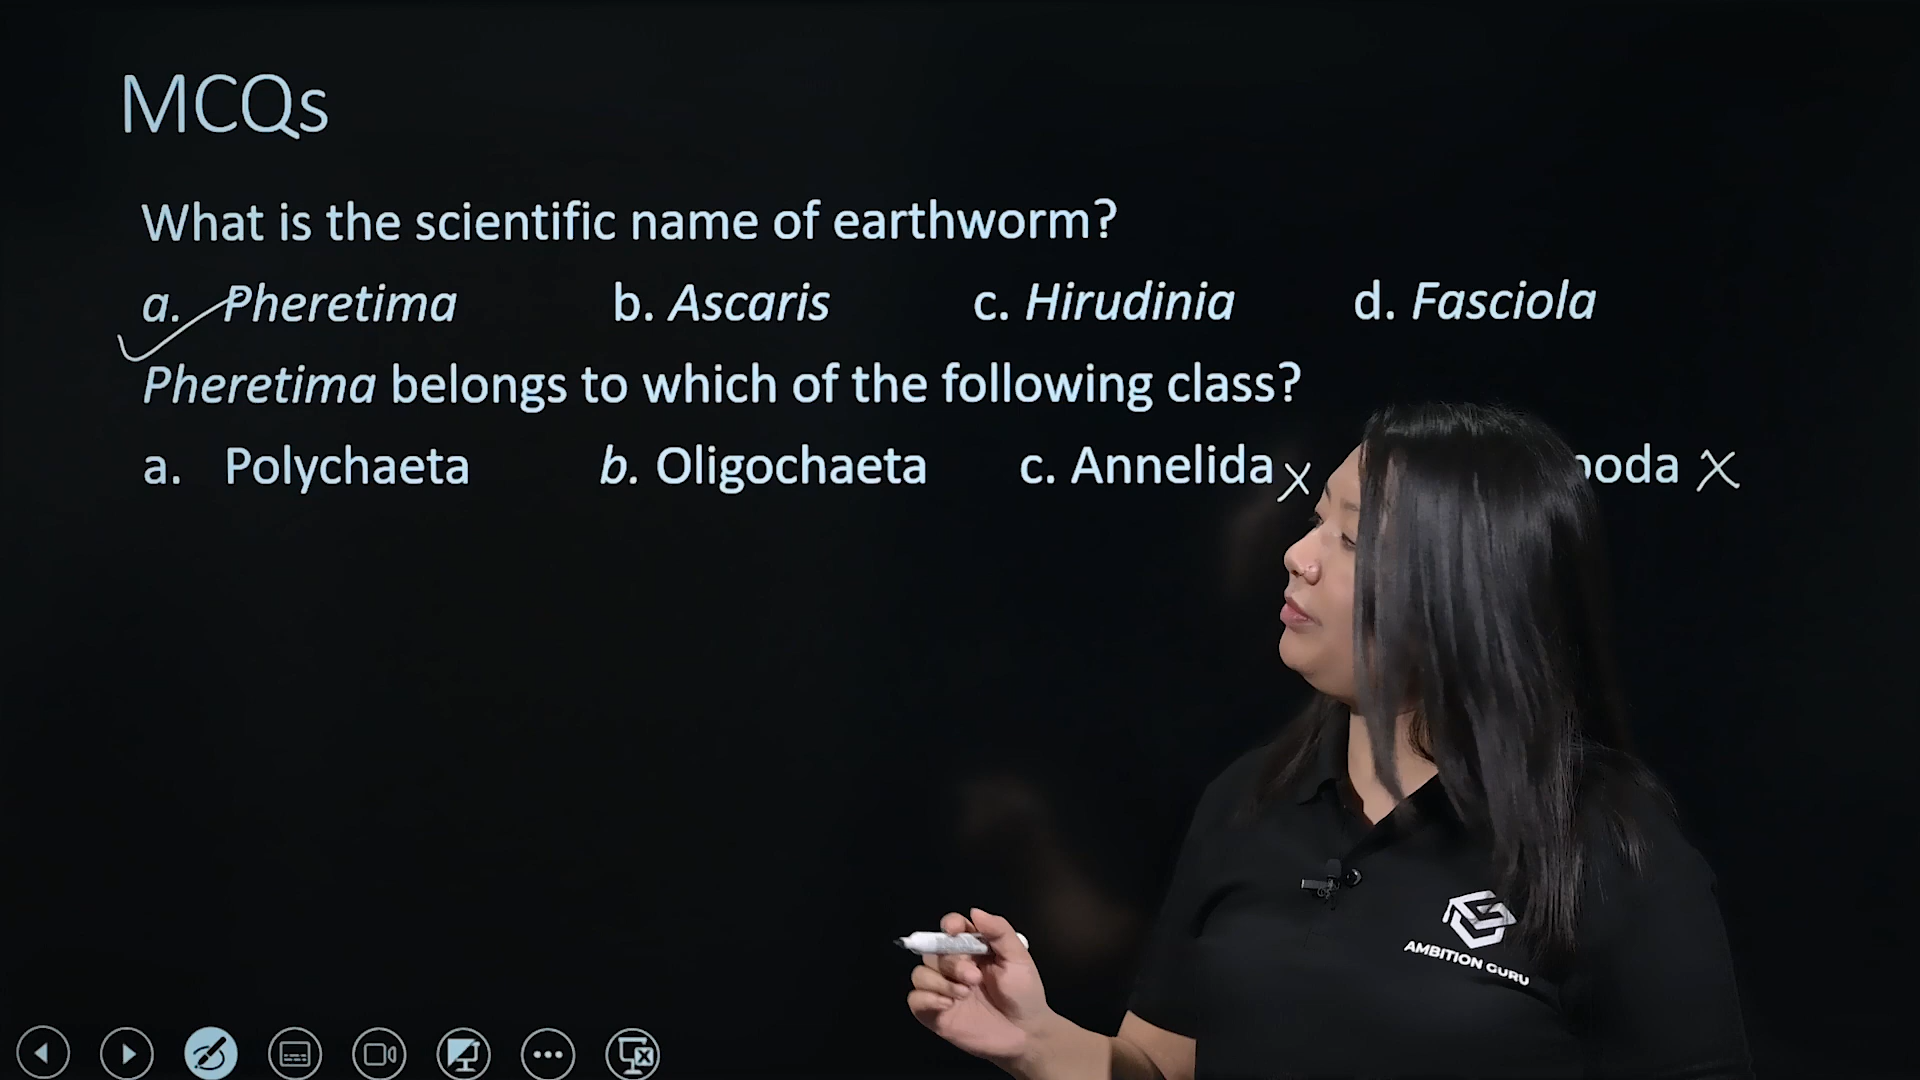 MCQs
What is the scientific name of earthworm?
a. Pheretima b. Ascaris c. Hirudinia d. Fasciola
Pheretima belongs to which of the following class?
a. Polychaeta b. Oligochaeta c. Annelida x x
AMBITION GURU